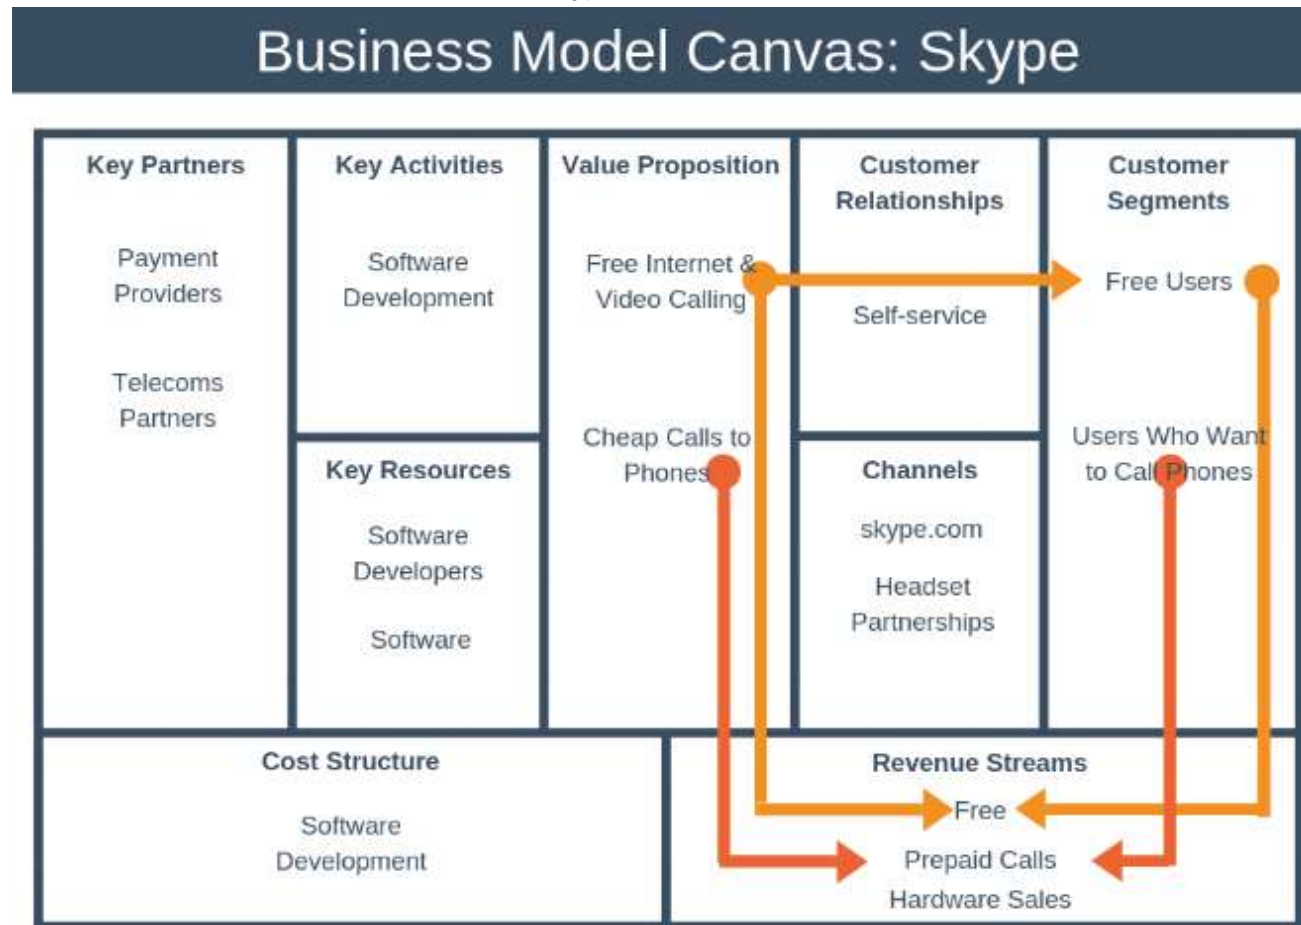 Business Model Canvas: Skype
Key Partners
Payment
Providers
Telecoms
Partners
Key Activities
Software
Development
Key Resources
Software
Developers
Software
Value Proposition
Free Internet &
Video Calling
Cheap Calls to
Phones
Customer
Relationships
Self-service
Channels
skype.com
Headset
Partnerships
Customer
Segments
Free Users
Users Who Want
to Call Phones
Cost Structure
Software
Development
Revenue Streams
Free
Prepaid Calls
Hardware Sales